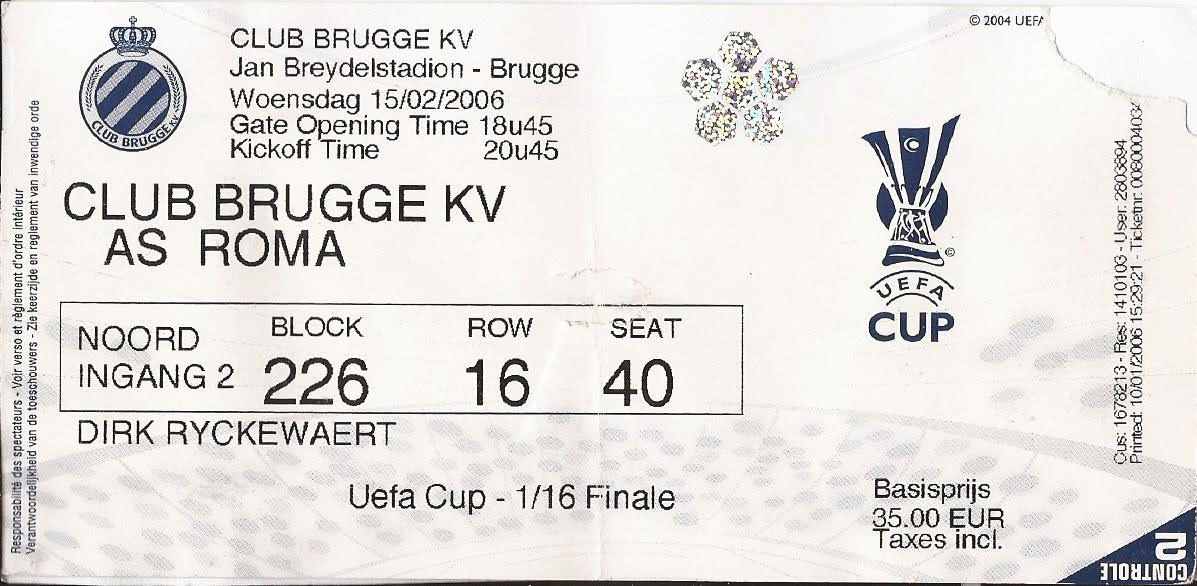 © 2004 UEFA
CLUB BRUGGE KV
Jan Breydelstadion - Brugge
Woensdag 15/02/2006
Gate Opening Time 18u45
Kickoff Time 20u45
CLUB BRUGGE KV
CLUB BRUGGE KV
AS ROMA
UEFA
CUP
©
BLOCK ROW SEAT
NOORD
INGANG 2 226 16 40
DIRK RYCKEWAERT
Uefa Cup - 1/16 Finale
Basisprijs
35.00 EUR
Taxes incl.
CONTROLE
2
Responsabilité des spectateurs - Voir verso et règlement d'ordre intérieur
Verantwoordelijkheid van de toeschouwers - Zie keerzijde en reglement van inwendige orde
Cus: 1678213 - Res: 1410103 - User: 2803894
Printed: 10/01/2006 15:29:21 - Ticketnr: 0080004034